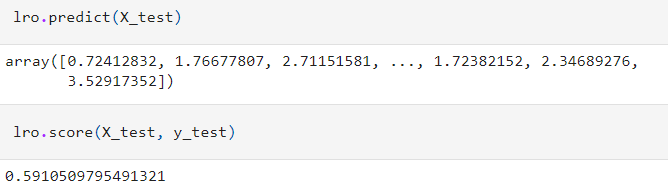 lro.predict(X_test)
array([0.72412832, 1.76677807, 2.71151581, ..., 1.72382152, 2.34689276,
3.52917352])
lro.score(X_test, y_test)
0.5910509795491321